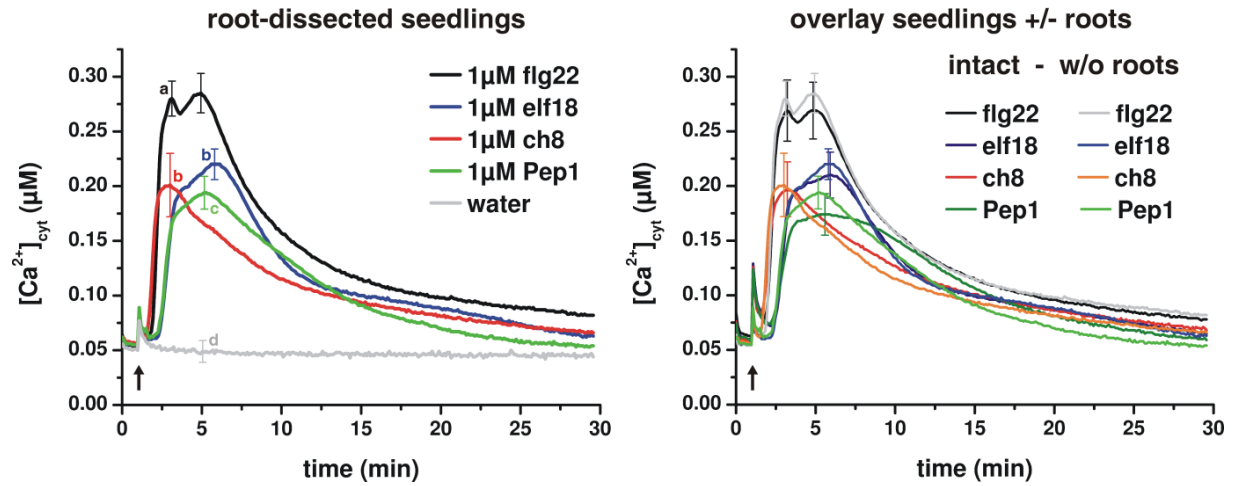 root-dissected seedlings
[Ca²⁺]cyt (µM)
0.30
0.25
0.20
0.15
0.10
0.05
0.00
a
b
b
c
d
1µM flg22
1µM elf18
1µM ch8
1µM Pep1
water
0 5 10 15 20 25 30
time (min)
overlay seedlings +/- roots
[Ca²⁺]cyt (µM)
0.30
0.25
0.20
0.15
0.10
0.05
0.00
intact - w/o roots
flg22 flg22
elf18 elf18
ch8 ch8
Pep1 Pep1
0 5 10 15 20 25 30
time (min)